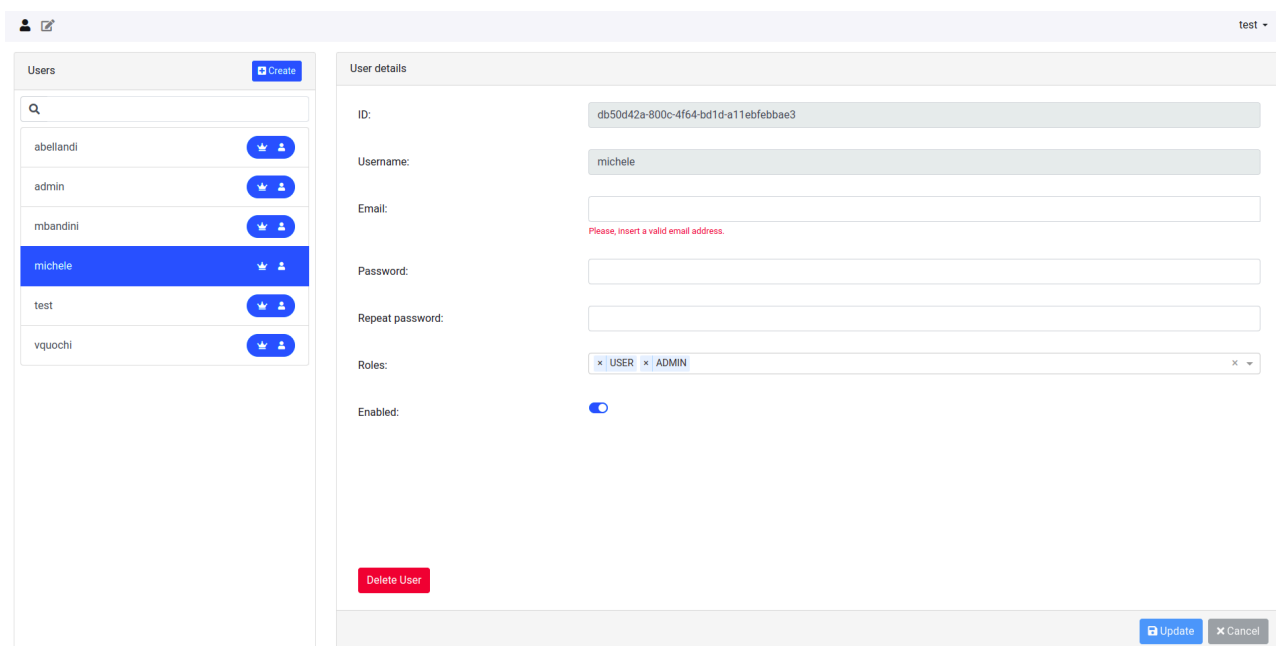 test
Users
Create
abellandi
admin
mbandini
michele
test
vquochi
User details
ID:
db50d42a-800c-4f64-bd1d-a11ebfebbae3
Username:
michele
Email:
Please, insert a valid email address.
Password:
Repeat password:
Roles:
× USER × ADMIN
Enabled:
Delete User
Update
Cancel